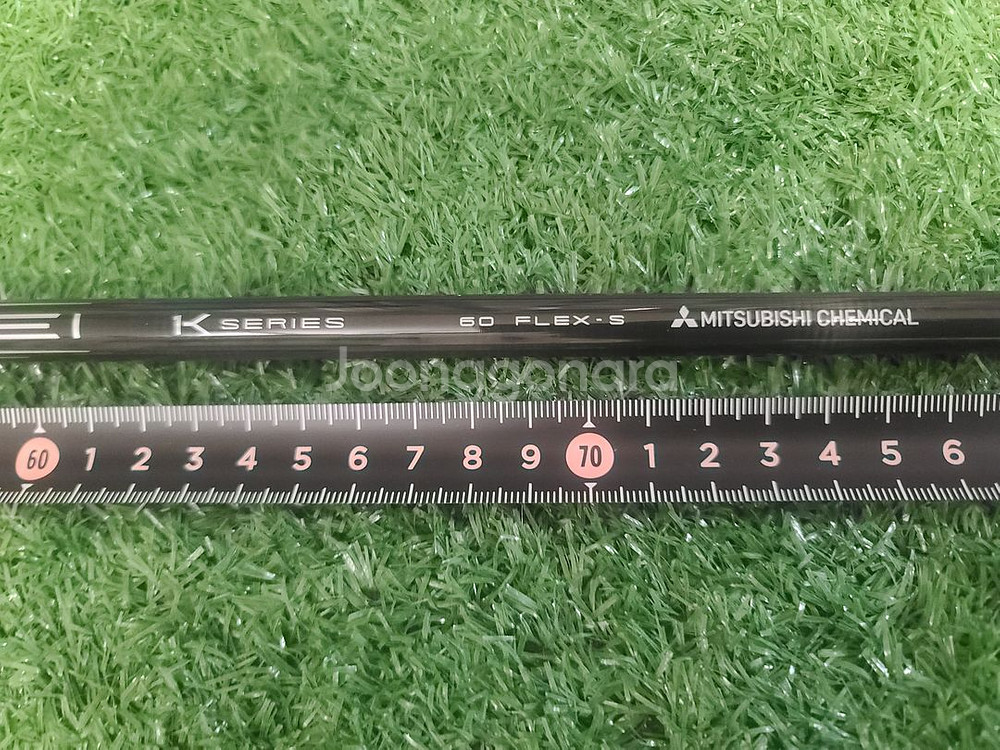 K SERIES 60 FLEX-S MITSUBISHI CHEMICAL
Joonagonara
60 1 2 3 4 5 6 7 8 9 70 1 2 3 4 5 6